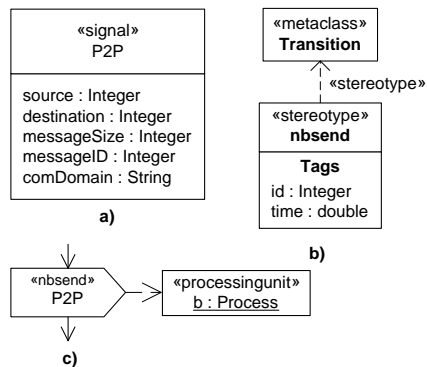 «signal»
P2P
source : Integer
destination : Integer
messageSize : Integer
messageID : Integer
comDomain : String
a)
«metaclass»
Transition
«stereotype»
«stereotype»
nbsend
Tags
id : Integer
time : double
b)
«nbsend»
P2P
«processingunit»
b : Process
c)